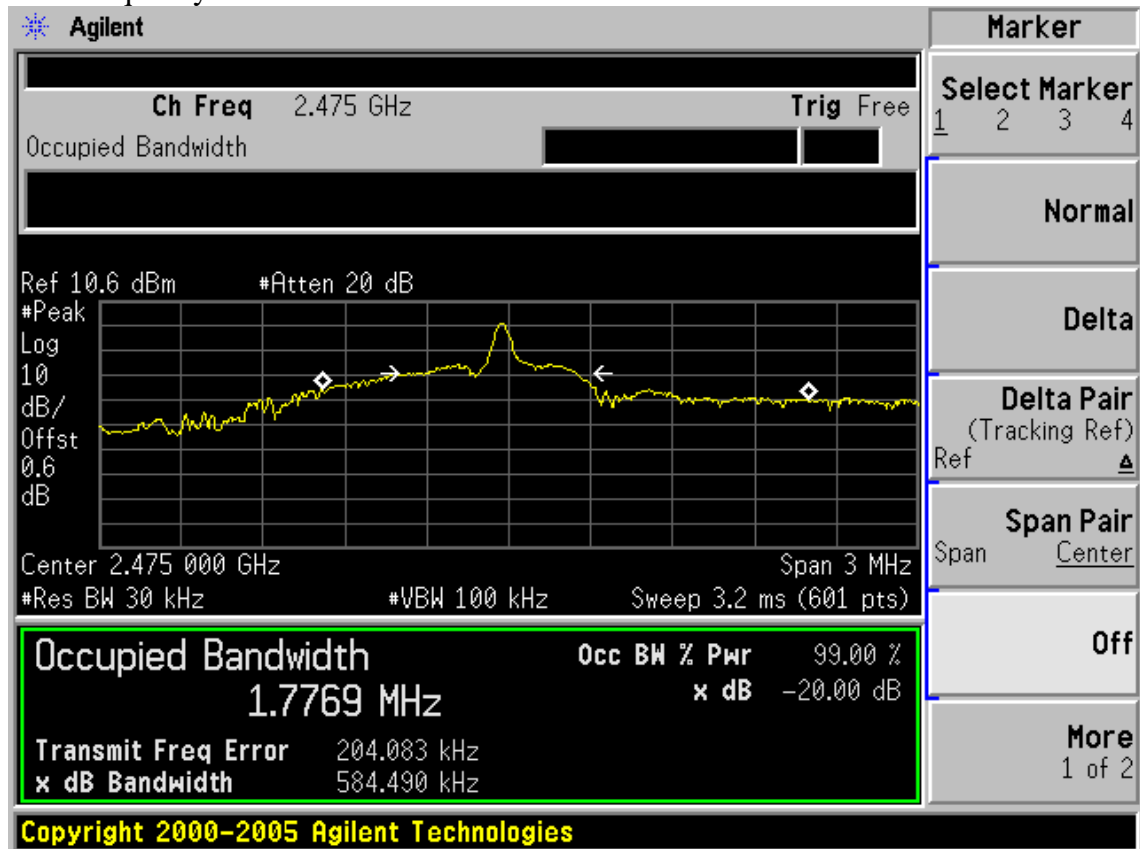 Agilent
Ch Freq 2.475 GHz Trig Free
Occupied Bandwidth
Ref 10.6 dBm #Atten 20 dB
#Peak
Log
10
dB/
Offst
0.6
dB
Center 2.475 000 GHz Span 3 MHz
#Res BW 30 kHz #VBW 100 kHz Sweep 3.2 ms (601 pts)
Occupied Bandwidth Occ BW % Pwr 99.00 %
1.7769 MHz x dB -20.00 dB
Transmit Freq Error 204.083 kHz
x dB Bandwidth 584.490 kHz
Copyright 2000-2005 Agilent Technologies
Marker
Select Marker
1 2 3 4
Normal
Delta
Delta Pair
(Tracking Ref)
Ref Δ
Span Pair
Span Center
Off
More
1 of 2